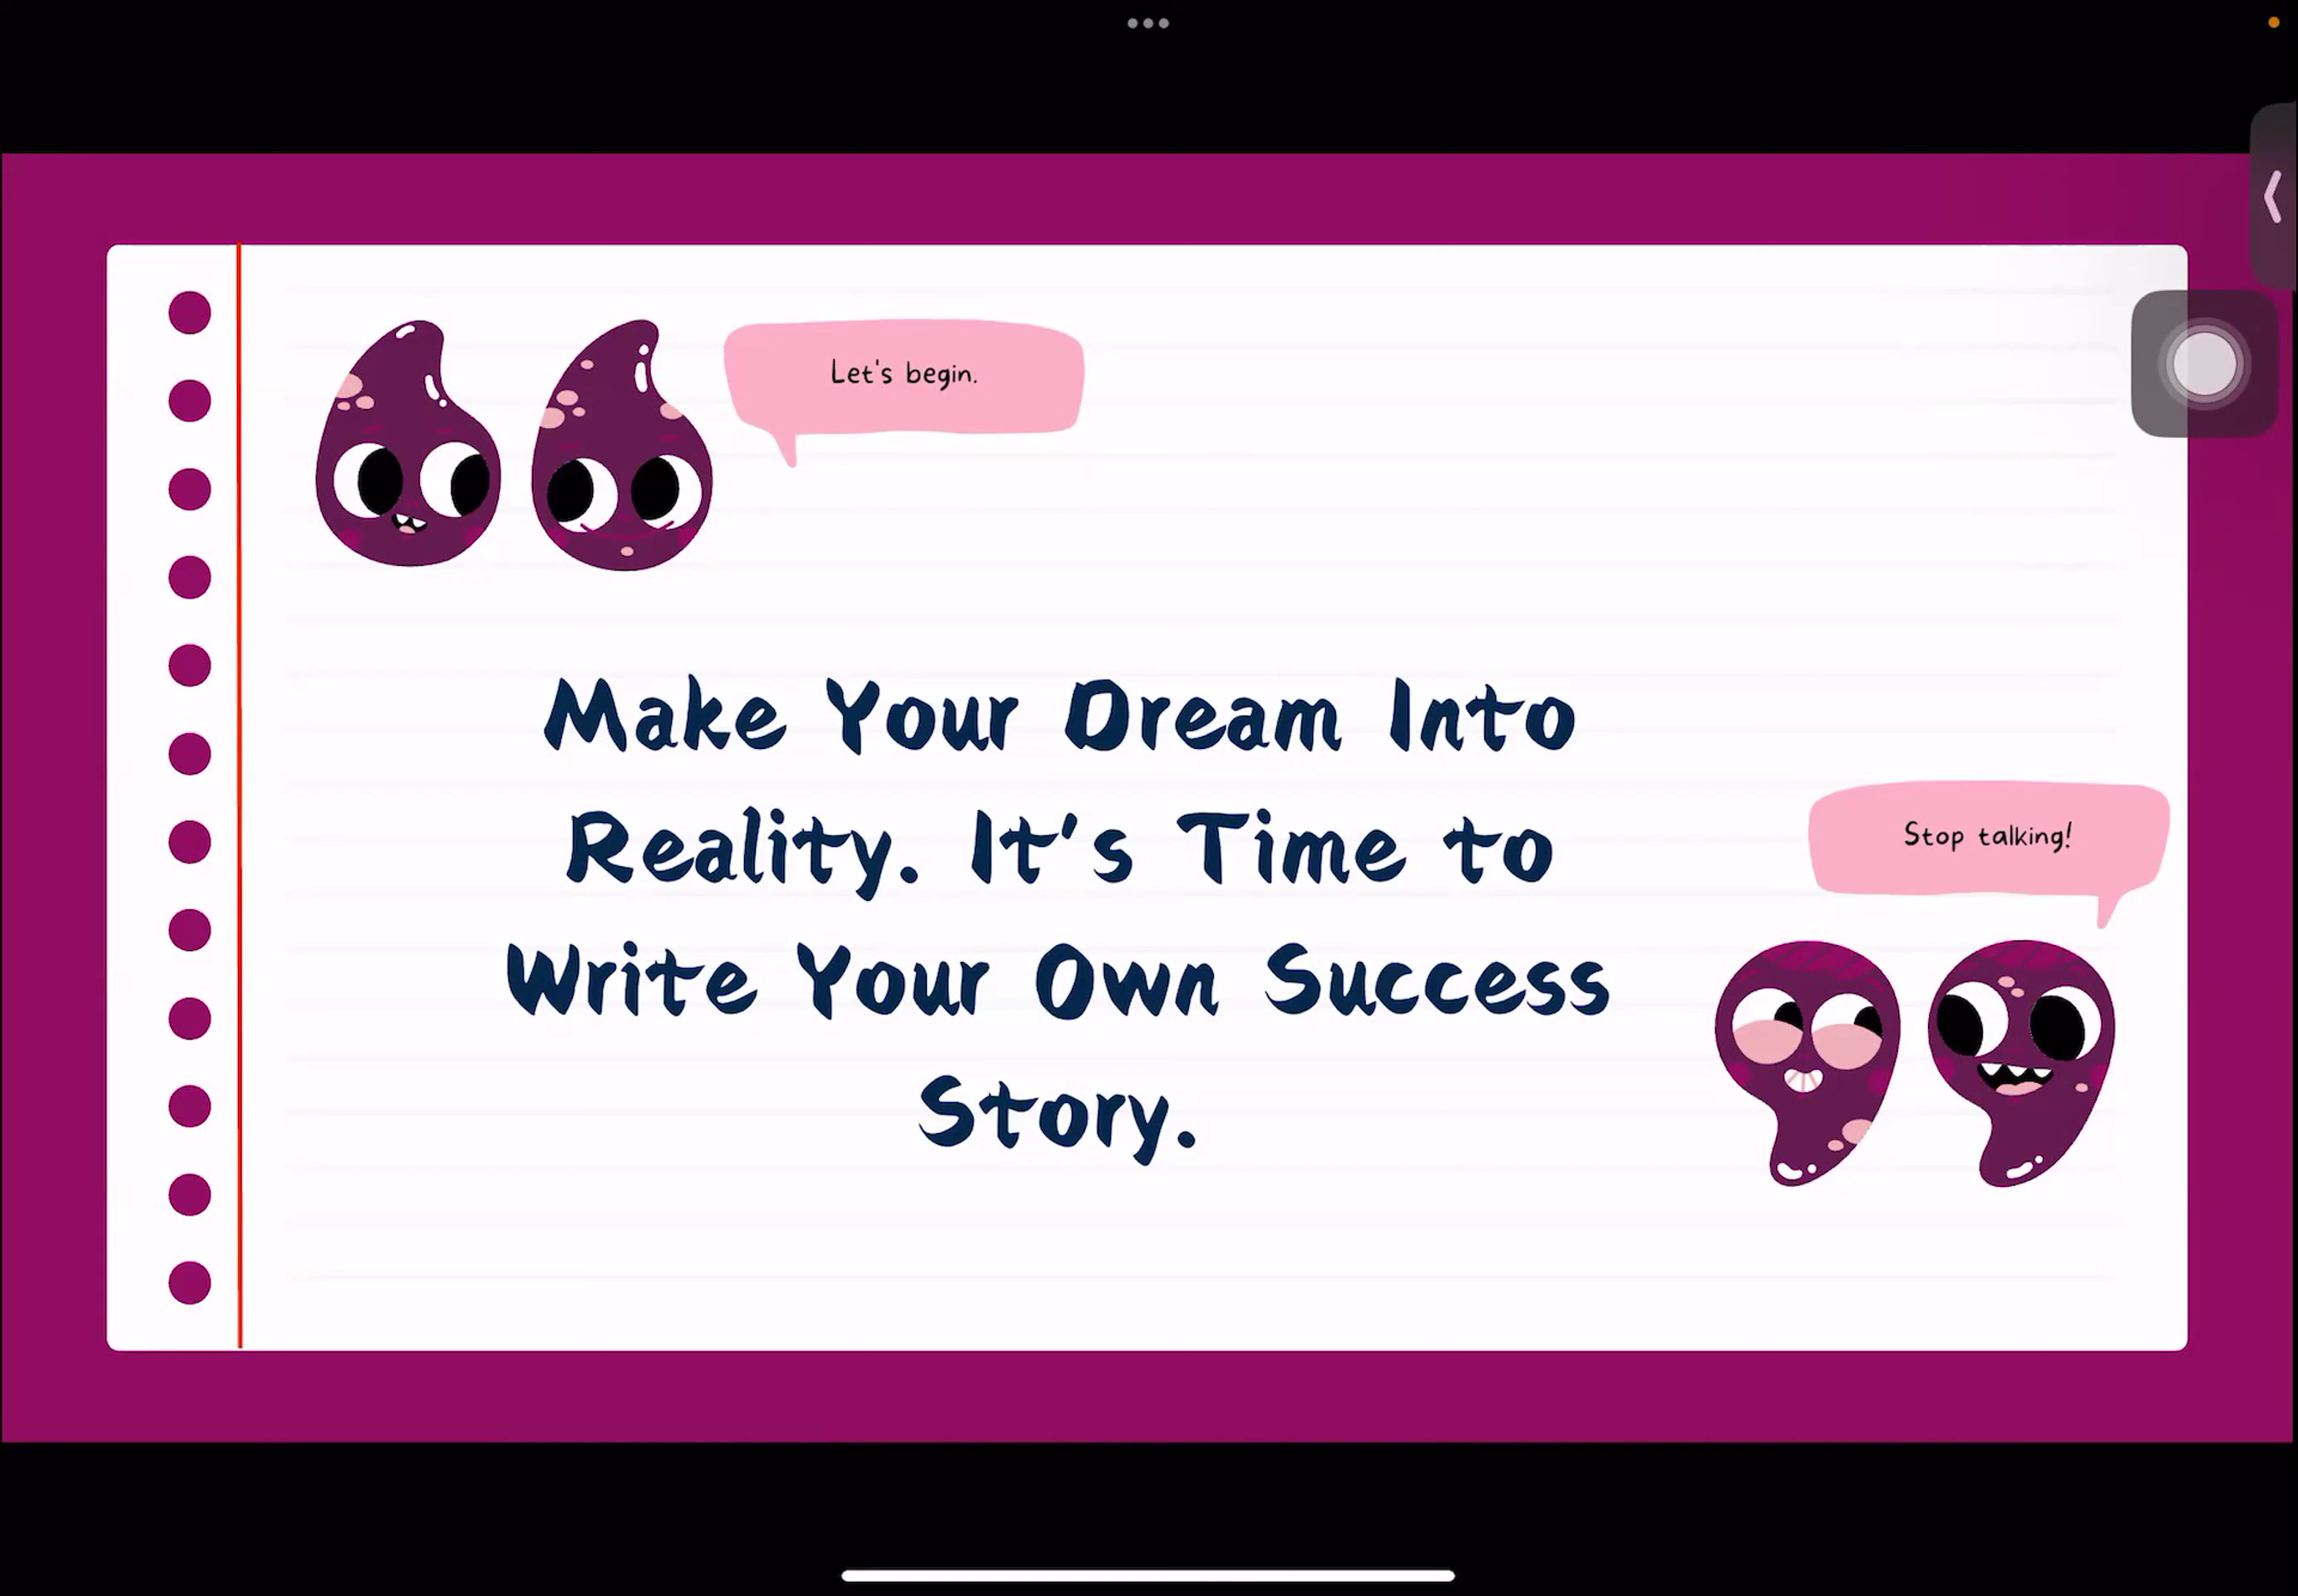 Let's begin.
Make Your Dream Into
Reality. It's Time to
Write Your Own Success
Story.
Stop talking!